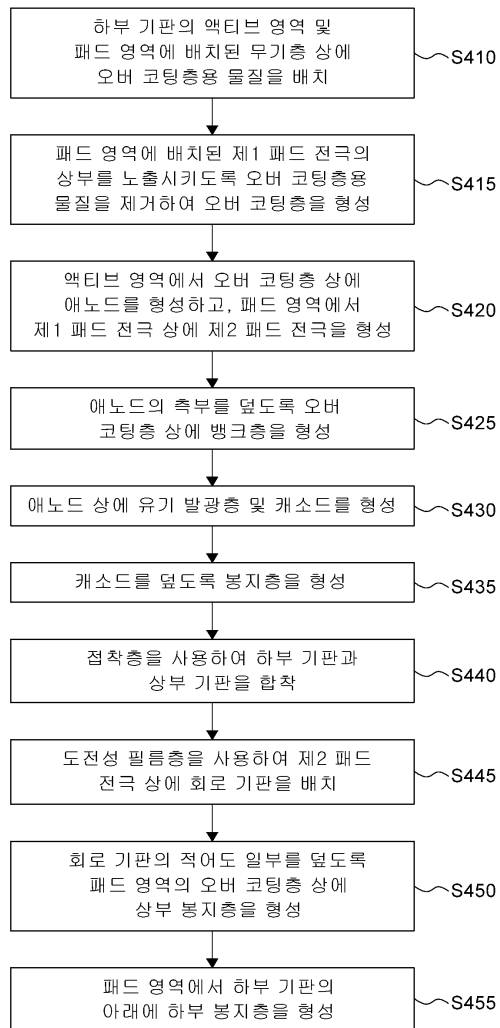 하부 기판의 액티브 영역 및
패드 영역에 배치된 무기층 상에
오버 코팅층용 물질을 배치
S410
패드 영역에 배치된 제1 패드 전극의
상부를 노출시키도록 오버 코팅층용
물질을 제거하여 오버 코팅층을 형성
S415
액티브 영역에서 오버 코팅층 상에
애노드를 형성하고, 패드 영역에서
제1 패드 전극 상에 제2 패드 전극을 형성
S420
애노드의 측부를 덮도록 오버
코팅층 상에 뱅크층을 형성
S425
애노드 상에 유기 발광층 및 캐소드를 형성
S430
캐소드를 덮도록 봉지층을 형성
S435
접착층을 사용하여 하부 기판과
상부 기판을 합착
S440
도전성 필름층을 사용하여 제2 패드
전극 상에 회로 기판을 배치
S445
회로 기판의 적어도 일부를 덮도록
패드 영역의 오버 코팅층 상에
상부 봉지층을 형성
S450
패드 영역에서 하부 기판의
아래에 하부 봉지층을 형성
S455